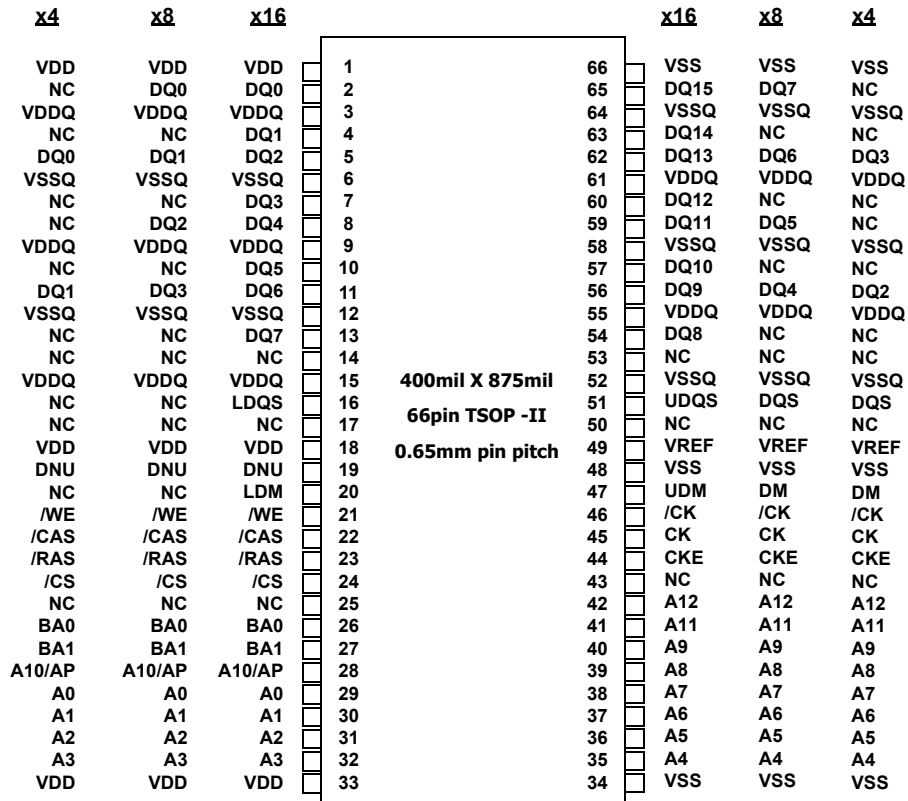 x4 x8 x16 x16 x8 x4
VDD VDD VDD 1 66 VSS VSS VSS
NC DQ0 DQ0 2 65 DQ15 DQ7 NC
VDDQ VDDQ VDDQ 3 64 VSSQ VSSQ VSSQ
NC NC DQ1 4 63 DQ14 NC NC
DQ0 DQ1 DQ2 5 62 DQ13 DQ6 DQ3
VSSQ VSSQ VSSQ 6 61 VDDQ VDDQ VDDQ
NC NC DQ3 7 60 DQ12 NC NC
NC DQ2 DQ4 8 59 DQ11 DQ5 NC
VDDQ VDDQ VDDQ 9 58 VSSQ VSSQ VSSQ
NC NC DQ5 10 57 DQ10 NC NC
DQ1 DQ3 DQ6 11 56 DQ9 DQ4 DQ2
VSSQ VSSQ VSSQ 12 55 VDDQ VDDQ VDDQ
NC NC DQ7 13 54 DQ8 NC NC
NC NC NC 14 53 NC NC NC
VDDQ VDDQ VDDQ 15 400mil X 875mil 52 VSSQ VSSQ VSSQ
NC NC LDQS 16 66pin TSOP -II 51 UDQS DQS DQS
NC NC NC 17 50 NC NC NC
VDD VDD VDD 18 0.65mm pin pitch 49 VREF VREF VREF
DNU DNU DNU 19 48 VSS VSS VSS
NC NC LDM 20 47 UDM DM DM
/WE /WE /WE 21 46 /CK /CK /CK
/CAS /CAS /CAS 22 45 CK CK CK
/RAS /RAS /RAS 23 44 CKE CKE CKE
/CS /CS /CS 24 43 NC NC NC
NC NC NC 25 42 A12 A12 A12
BA0 BA0 BA0 26 41 A11 A11 A11
BA1 BA1 BA1 27 40 A9 A9 A9
A10/AP A10/AP A10/AP 28 39 A8 A8 A8
A0 A0 A0 29 38 A7 A7 A7
A1 A1 A1 30 37 A6 A6 A6
A2 A2 A2 31 36 A5 A5 A5
A3 A3 A3 32 35 A4 A4 A4
VDD VDD VDD 33 34 VSS VSS VSS